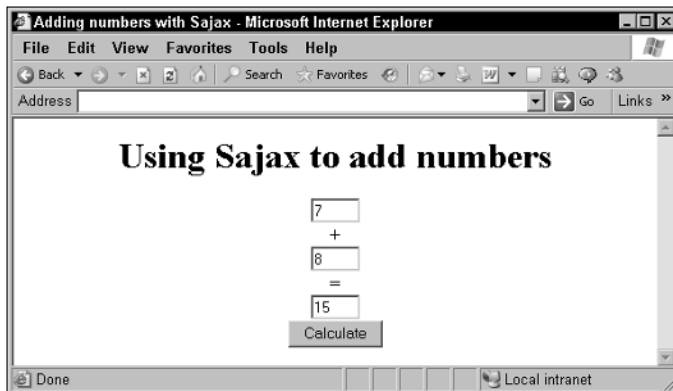 Adding numbers with Sajax - Microsoft Internet Explorer
File Edit View Favorites Tools Help
Back Search Favorites W
Address Go Links »
Using Sajax to add numbers
7
+
8
=
15
Calculate
Done Local intranet